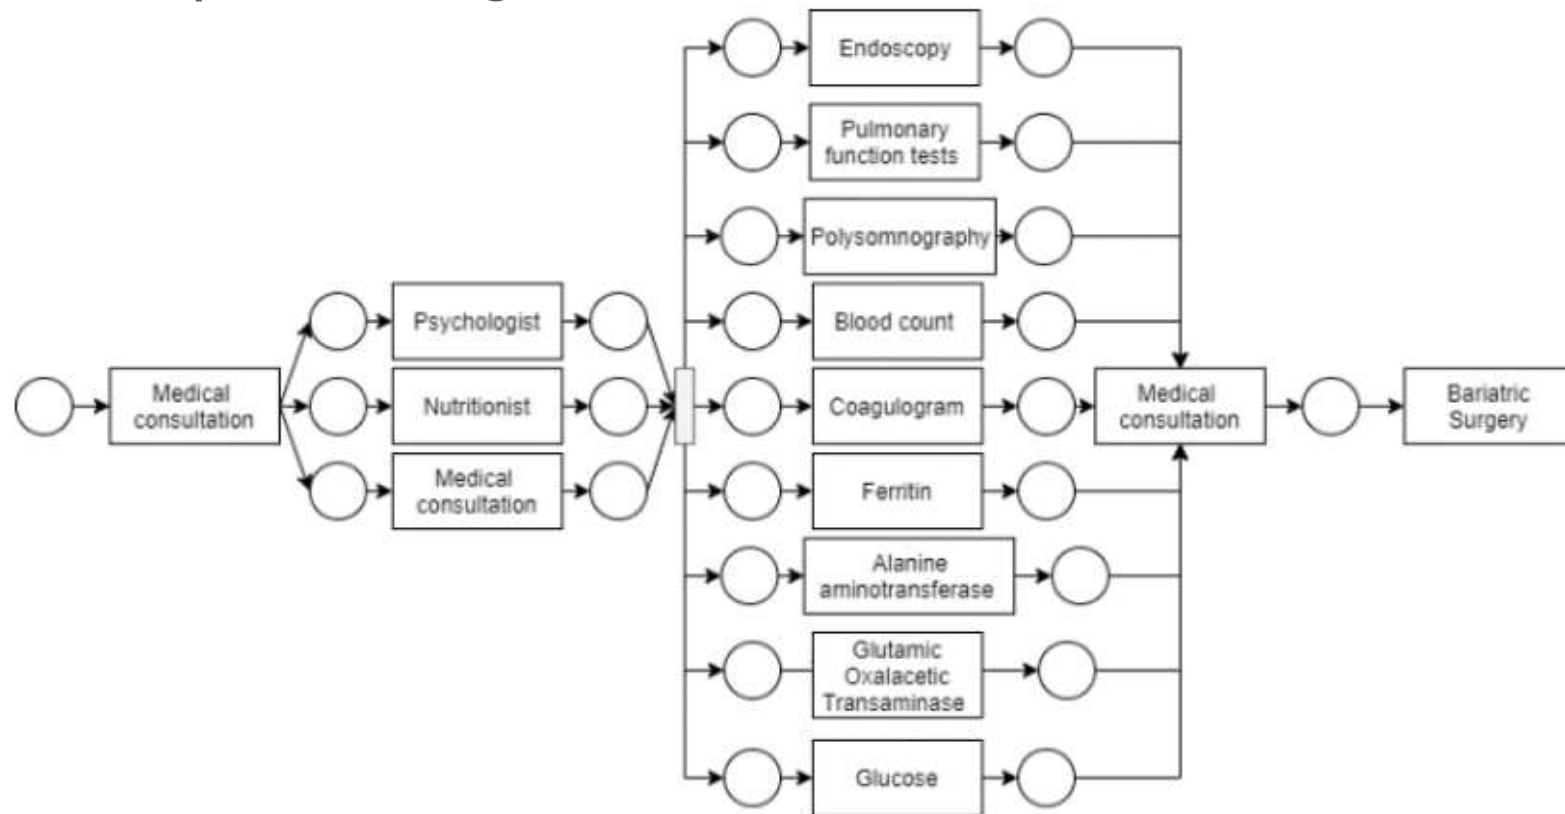 Endoscopy
Pulmonary
function tests
Polysomnography
Psychologist
Blood count
Medical
consultation
Nutritionist
Coagulogram
Medical
consultation
Bariatric
Surgery
Medical
consultation
Ferritin
Alanine
aminotransferase
Glutamic
Oxalacetic
Transaminase
Glucose